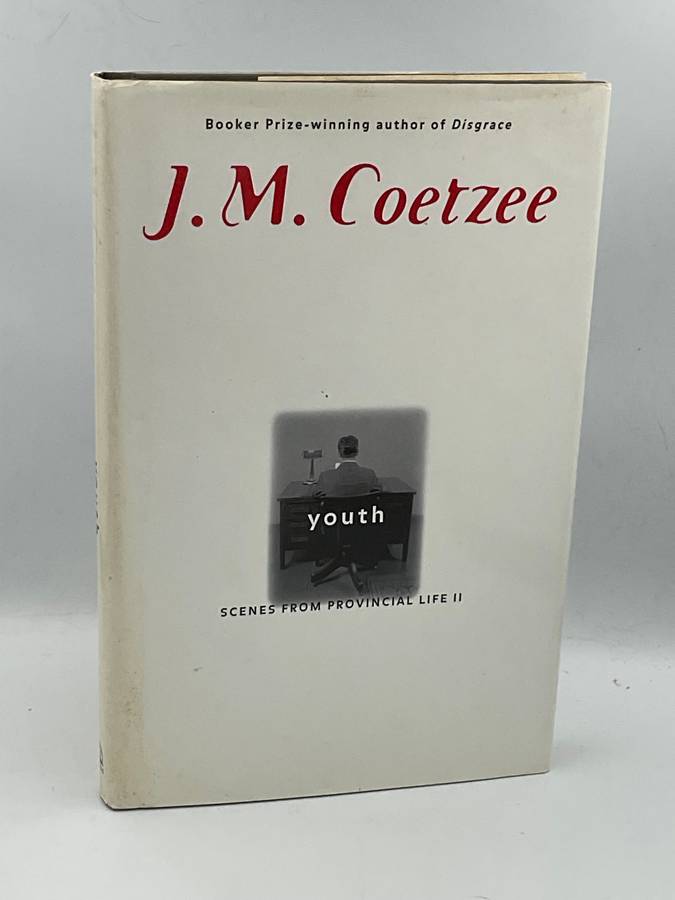 Booker Prize-winning author of Disgrace
J. M. Coetzee
youth
SCENES FROM PROVINCIAL LIFE II